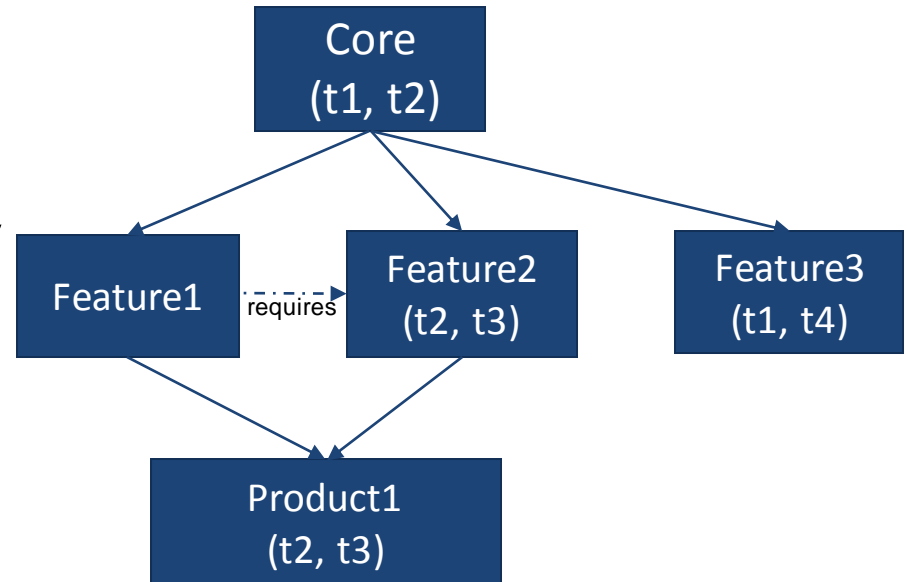 Core
(t1, t2)
Feature1
requires
Feature2
(t2, t3)
Feature3
(t1, t4)
Product1
(t2, t3)